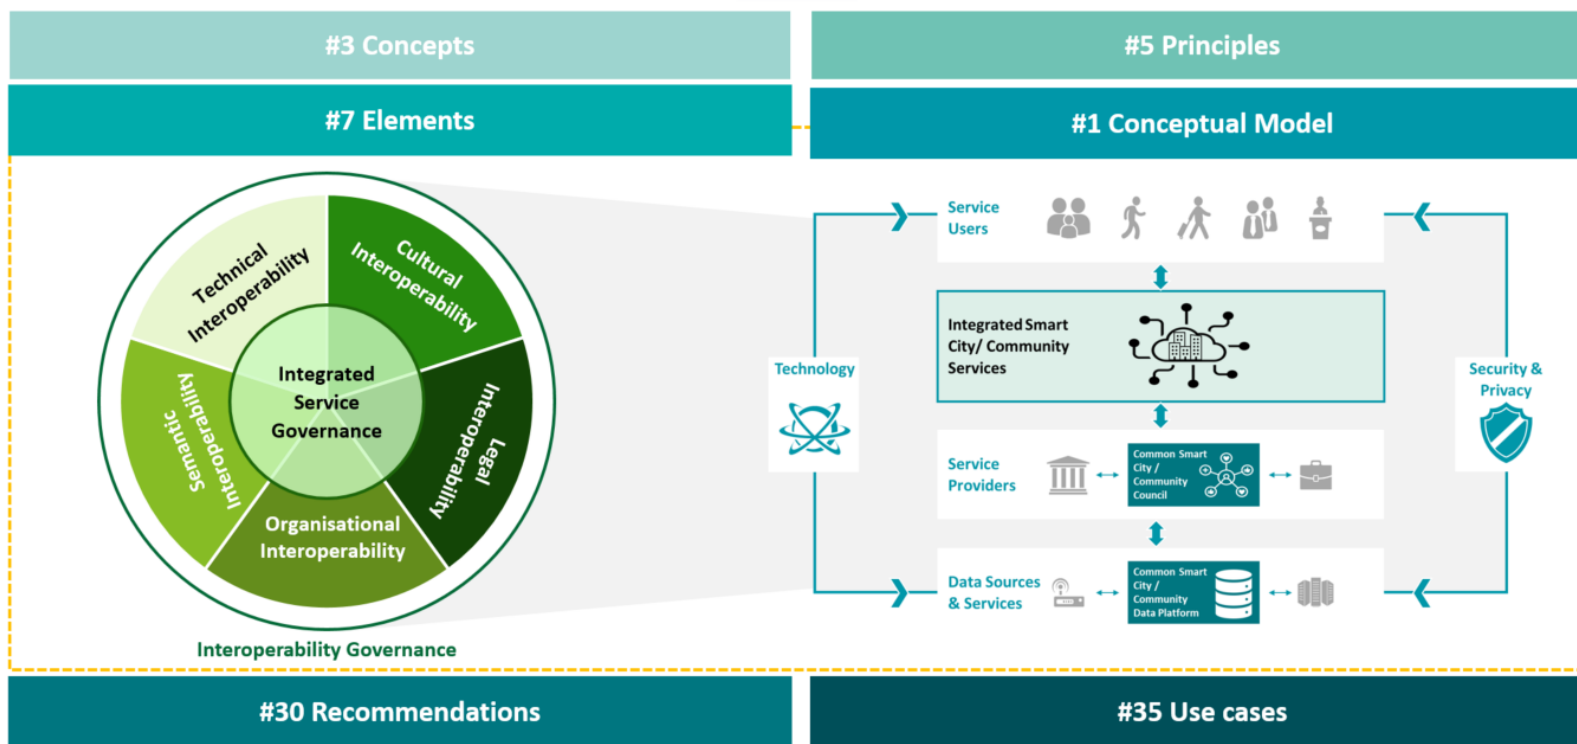 #3 Concepts
#5 Principles
#7 Elements
#1 Conceptual Model
Technical
Interoperability
Cultural
Interoperability
Semantic
Interoperability
Legal
Interoperability
Organisational
Interoperability
Integrated
Service
Governance
Interoperability Governance
Service
Users
Integrated Smart
City/ Community
Services
Technology
Security &
Privacy
Service
Providers
Common Smart
City /
Community
Council
Data Sources
& Services
Common Smart
City /
Community
Data Platform
#30 Recommendations
#35 Use cases